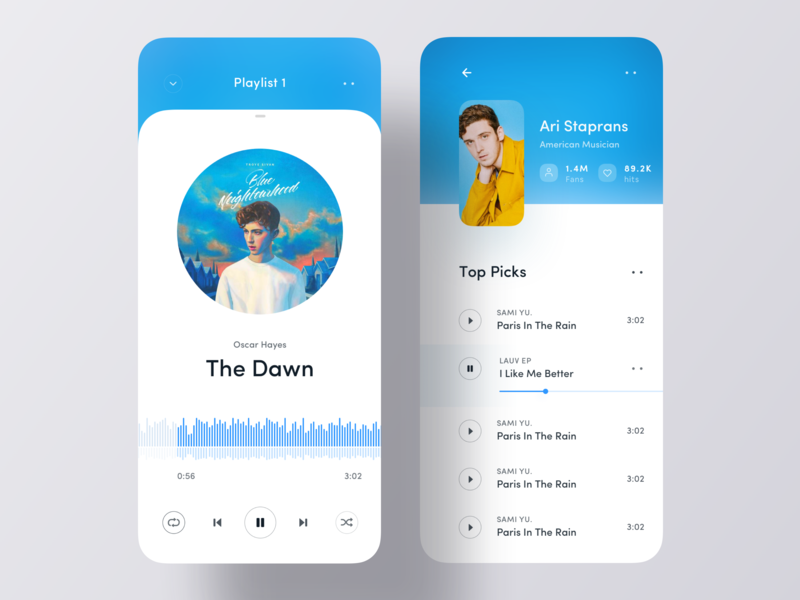 Playlist 1
Blue
Neighbourhood
Oscar Hayes
The Dawn
0:56
3:02
Ari Staprans
American Musician
1.4M
Fans
89.2K
hits
Top Picks
SAMI YU.
Paris In The Rain
3:02
LAUV EP
I Like Me Better
SAMI YU.
Paris In The Rain
3:02
SAMI YU.
Paris In The Rain
3:02
SAMI YU.
Paris In The Rain
3:02